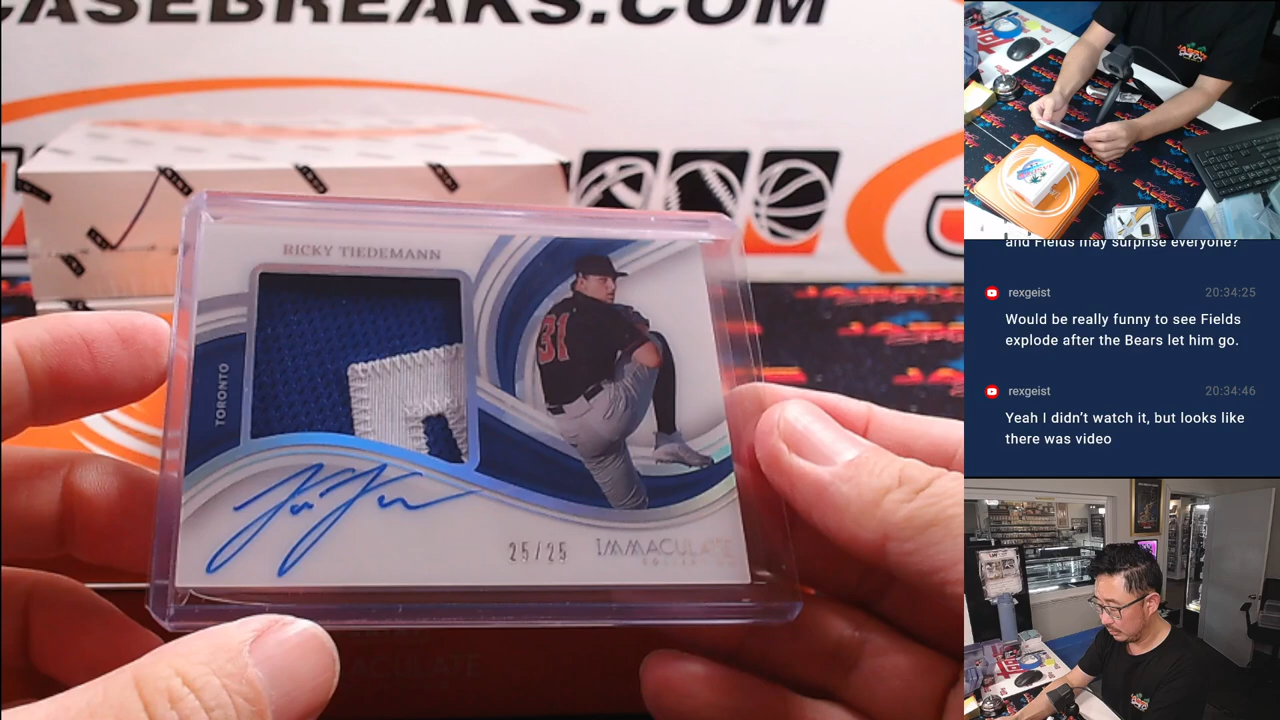 CASEBREAKS.COM
RICKY TIEDEMANN
31
TORONTO
25/25
IMMACULATE
COLLECTION
and Fields may surprise everyone?
rexgeist
20:34:25
Would be really funny to see Fields
explode after the Bears let him go.
rexgeist
20:34:46
Yeah I didn't watch it, but looks like
there was video